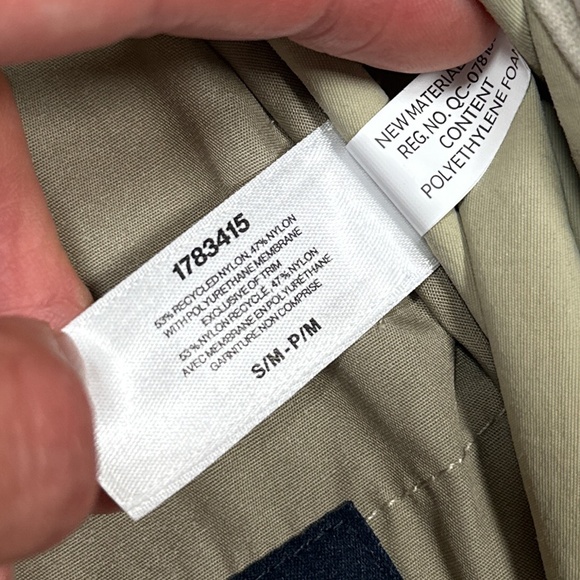 1783415
53% RECYCLED NYLON, 47% NYLON
WITH POLYURETHANE MEMBRANE
EXCLUSIVE OF TRIM
53 % NYLON RECYCLÉ, 47 % NYLON
AVEC MEMBRANE EN POLYURÉTHANE
GARNITURE NON COMPRISE
S/M - P/M
NEW MATERIAL
REG. NO. QC-078
CONTENT
POLYETHYLENE FOA